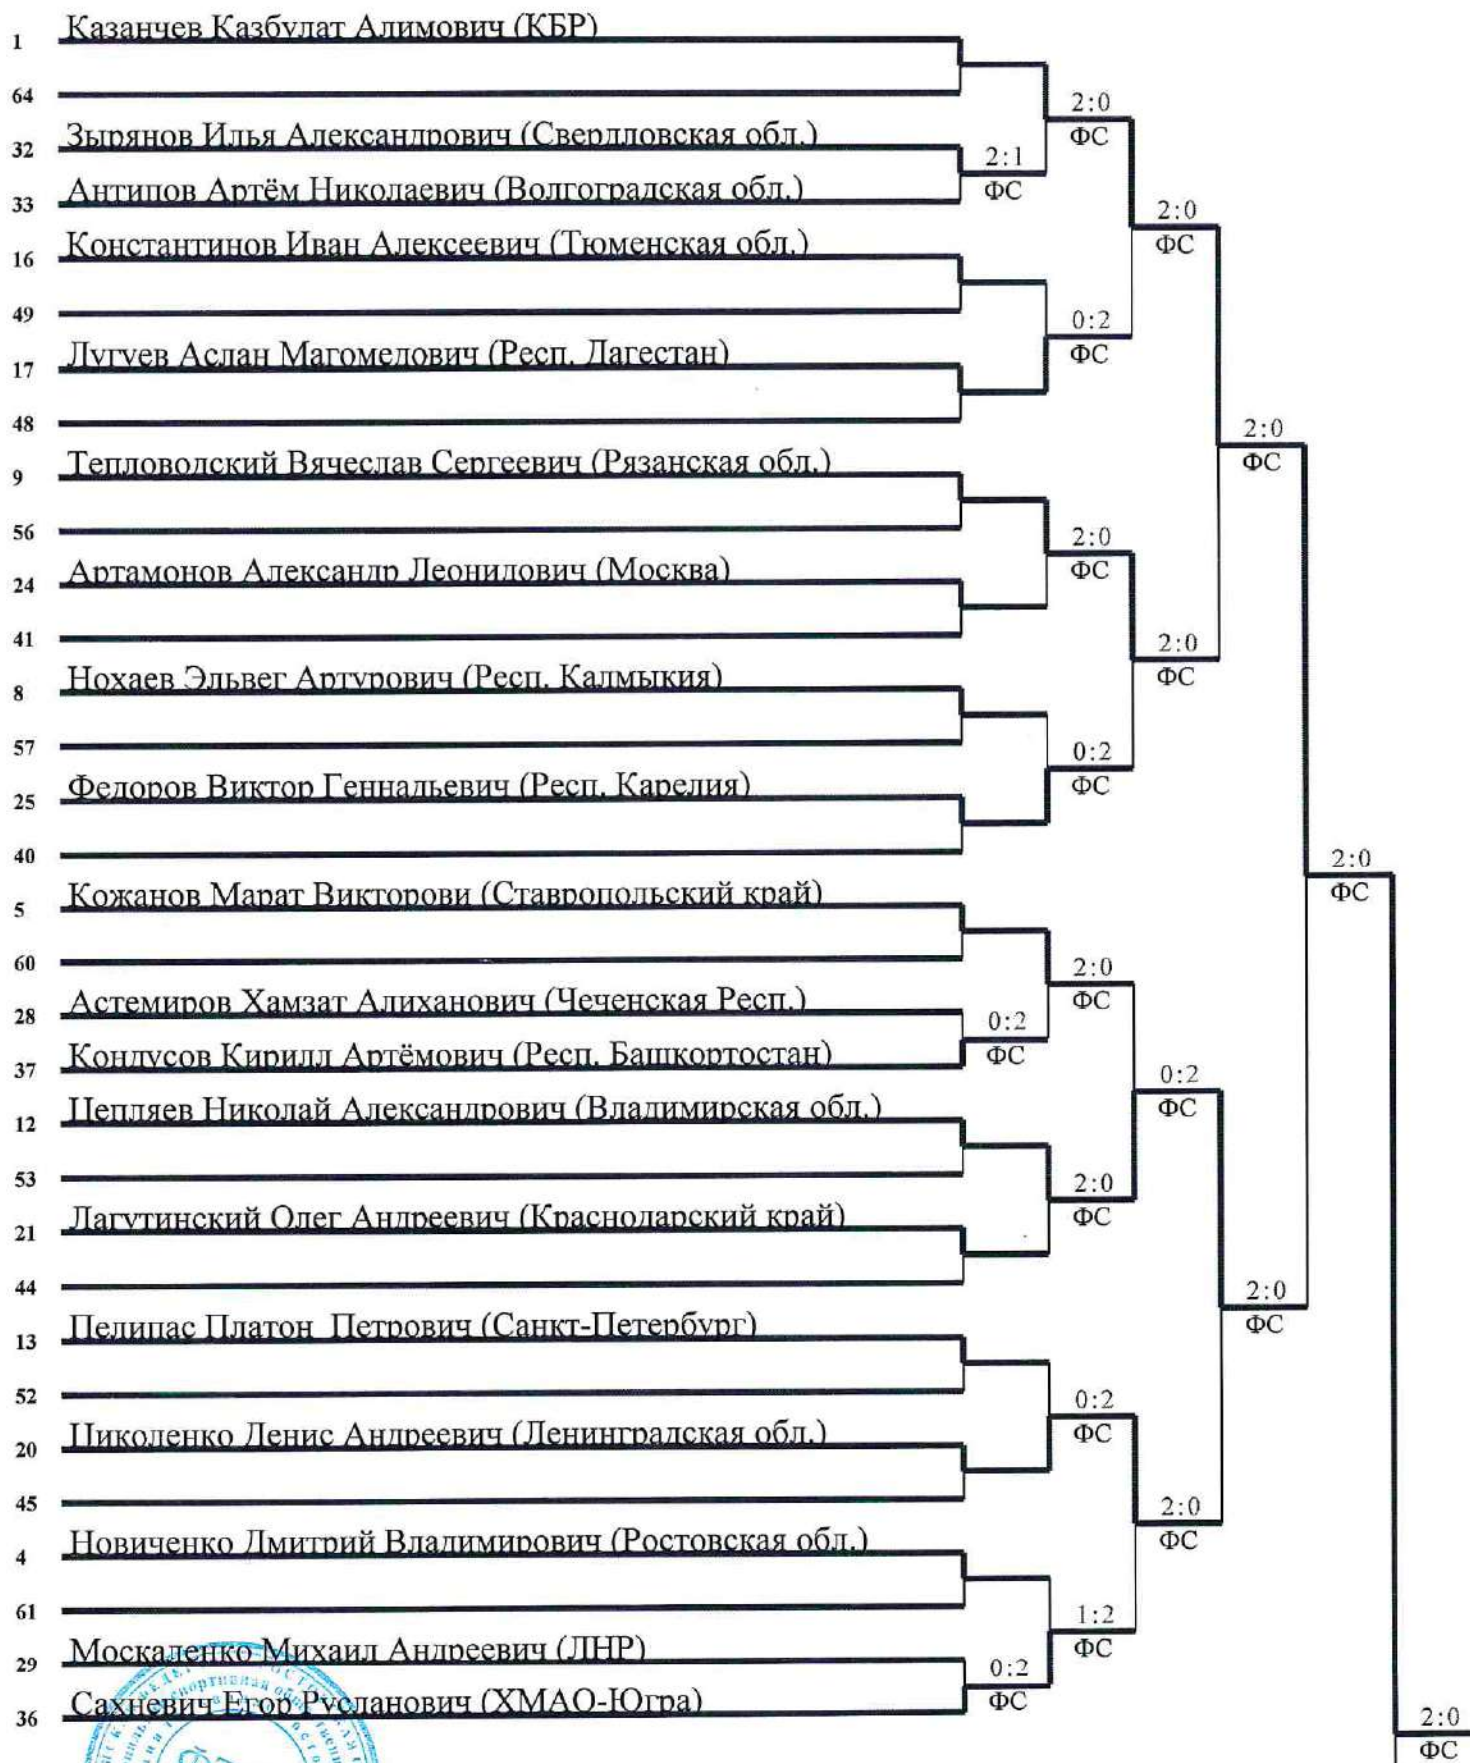 1 Казанчев Казбулат Алимович (КБР)
64
2:0
ФС
32 Зырянов Илья Александрович (Свердловская обл.)
2:1
ФС
33 Антипов Артём Николаевич (Волгоградская обл.)
2:0
ФС
16 Константинов Иван Алексеевич (Тюменская обл.)
49
0:2
ФС
17 Лугуев Аслан Магомедович (Респ. Дагестан)
48
2:0
ФС
9 Тепловодский Вячеслав Сергеевич (Рязанская обл.)
56
2:0
ФС
24 Артамонов Александр Леонидович (Москва)
41
2:0
ФС
8 Нохаев Эльвег Артурович (Респ. Калмыкия)
57
0:2
ФС
25 Федоров Виктор Геннадьевич (Респ. Карелия)
40
2:0
ФС
5 Кожанов Марат Викторови (Ставропольский край)
60
2:0
ФС
28 Астемиров Хамзат Алиханович (Чеченская Респ.)
0:2
ФС
37 Кондусов Кирилл Артёмович (Респ. Башкортостан)
0:2
ФС
12 Цепляев Николай Александрович (Владимирская обл.)
53
2:0
ФС
21 Лагутинский Олег Андреевич (Краснодарский край)
44
2:0
ФС
13 Пелипас Платон Петрович (Санкт-Петербург)
52
0:2
ФС
20 Николенко Денис Андреевич (Ленинградская обл.)
45
2:0
ФС
4 Новиченко Дмитрий Владимирович (Ростовская обл.)
61
1:2
ФС
29 Москаленко Михаил Андреевич (ЛНР)
0:2
ФС
36 Сахневич Егор Русланович (ХМАО-Югра)
2:0
ФС